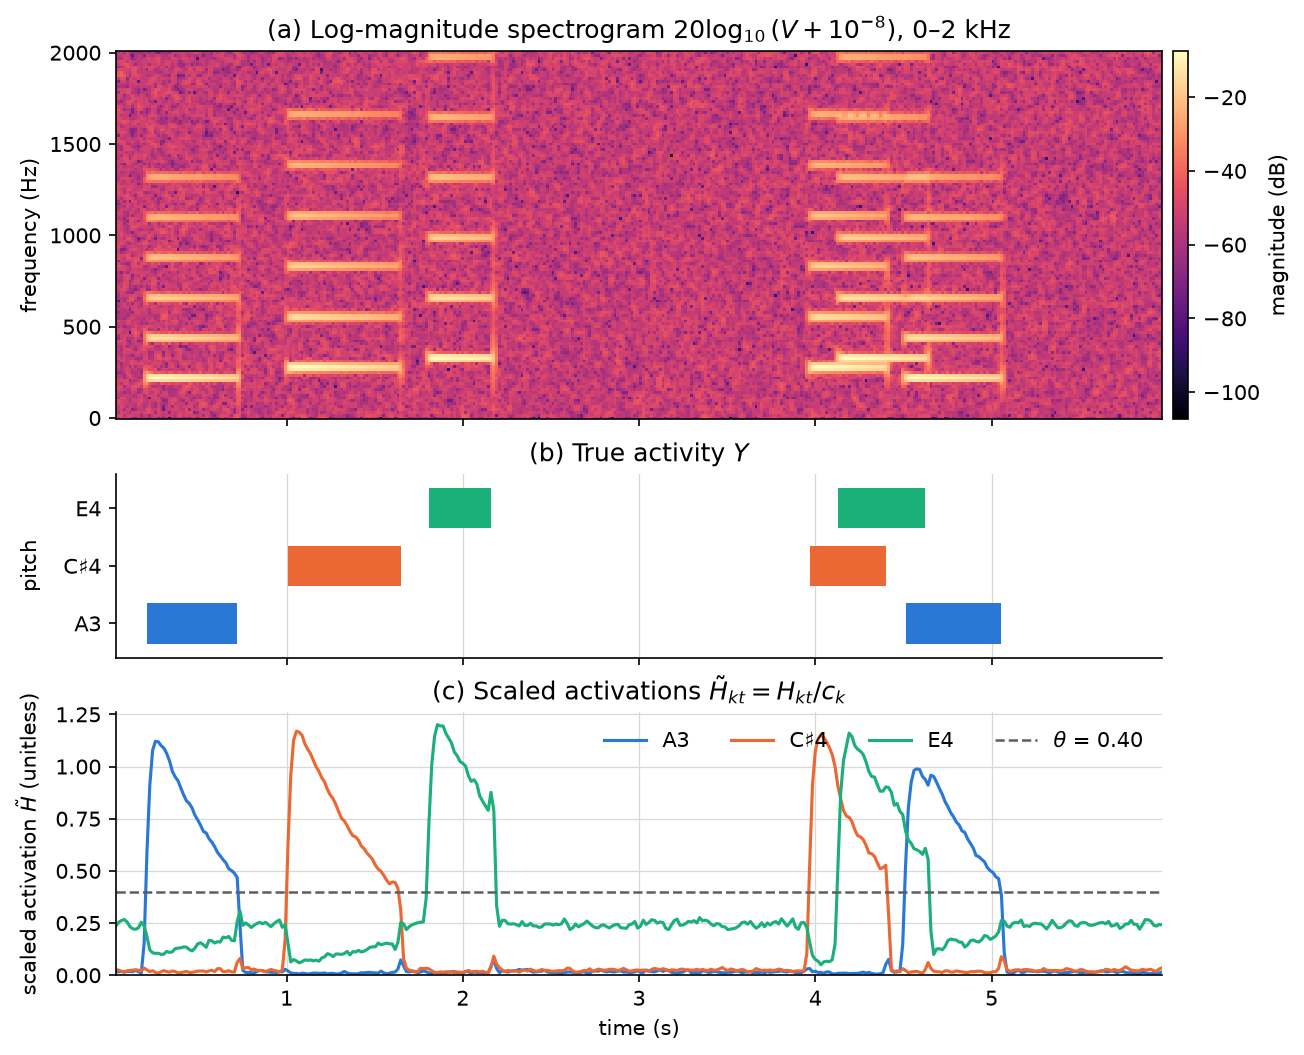 (a) Log-magnitude spectrogram 20log₁₀ (V + 10⁻⁸), 0–2 kHz
2000
1500
1000
500
0
frequency (Hz)
−20
−40
−60
−80
−100
magnitude (dB)
(b) True activity Y
E4
C♯4
A3
pitch
(c) Scaled activations H̃ₖₜ = Hₖₜ/cₖ
A3 C♯4 E4 θ = 0.40
1.25
1.00
0.75
0.50
0.25
0.00
scaled activation H̃ (unitless)
1 2 3 4 5
time (s)